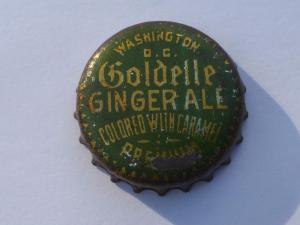 WASHINGTON
D.C.
Goldelle
GINGER ALE
COLORED WITH CARAMEL
PREMIUM